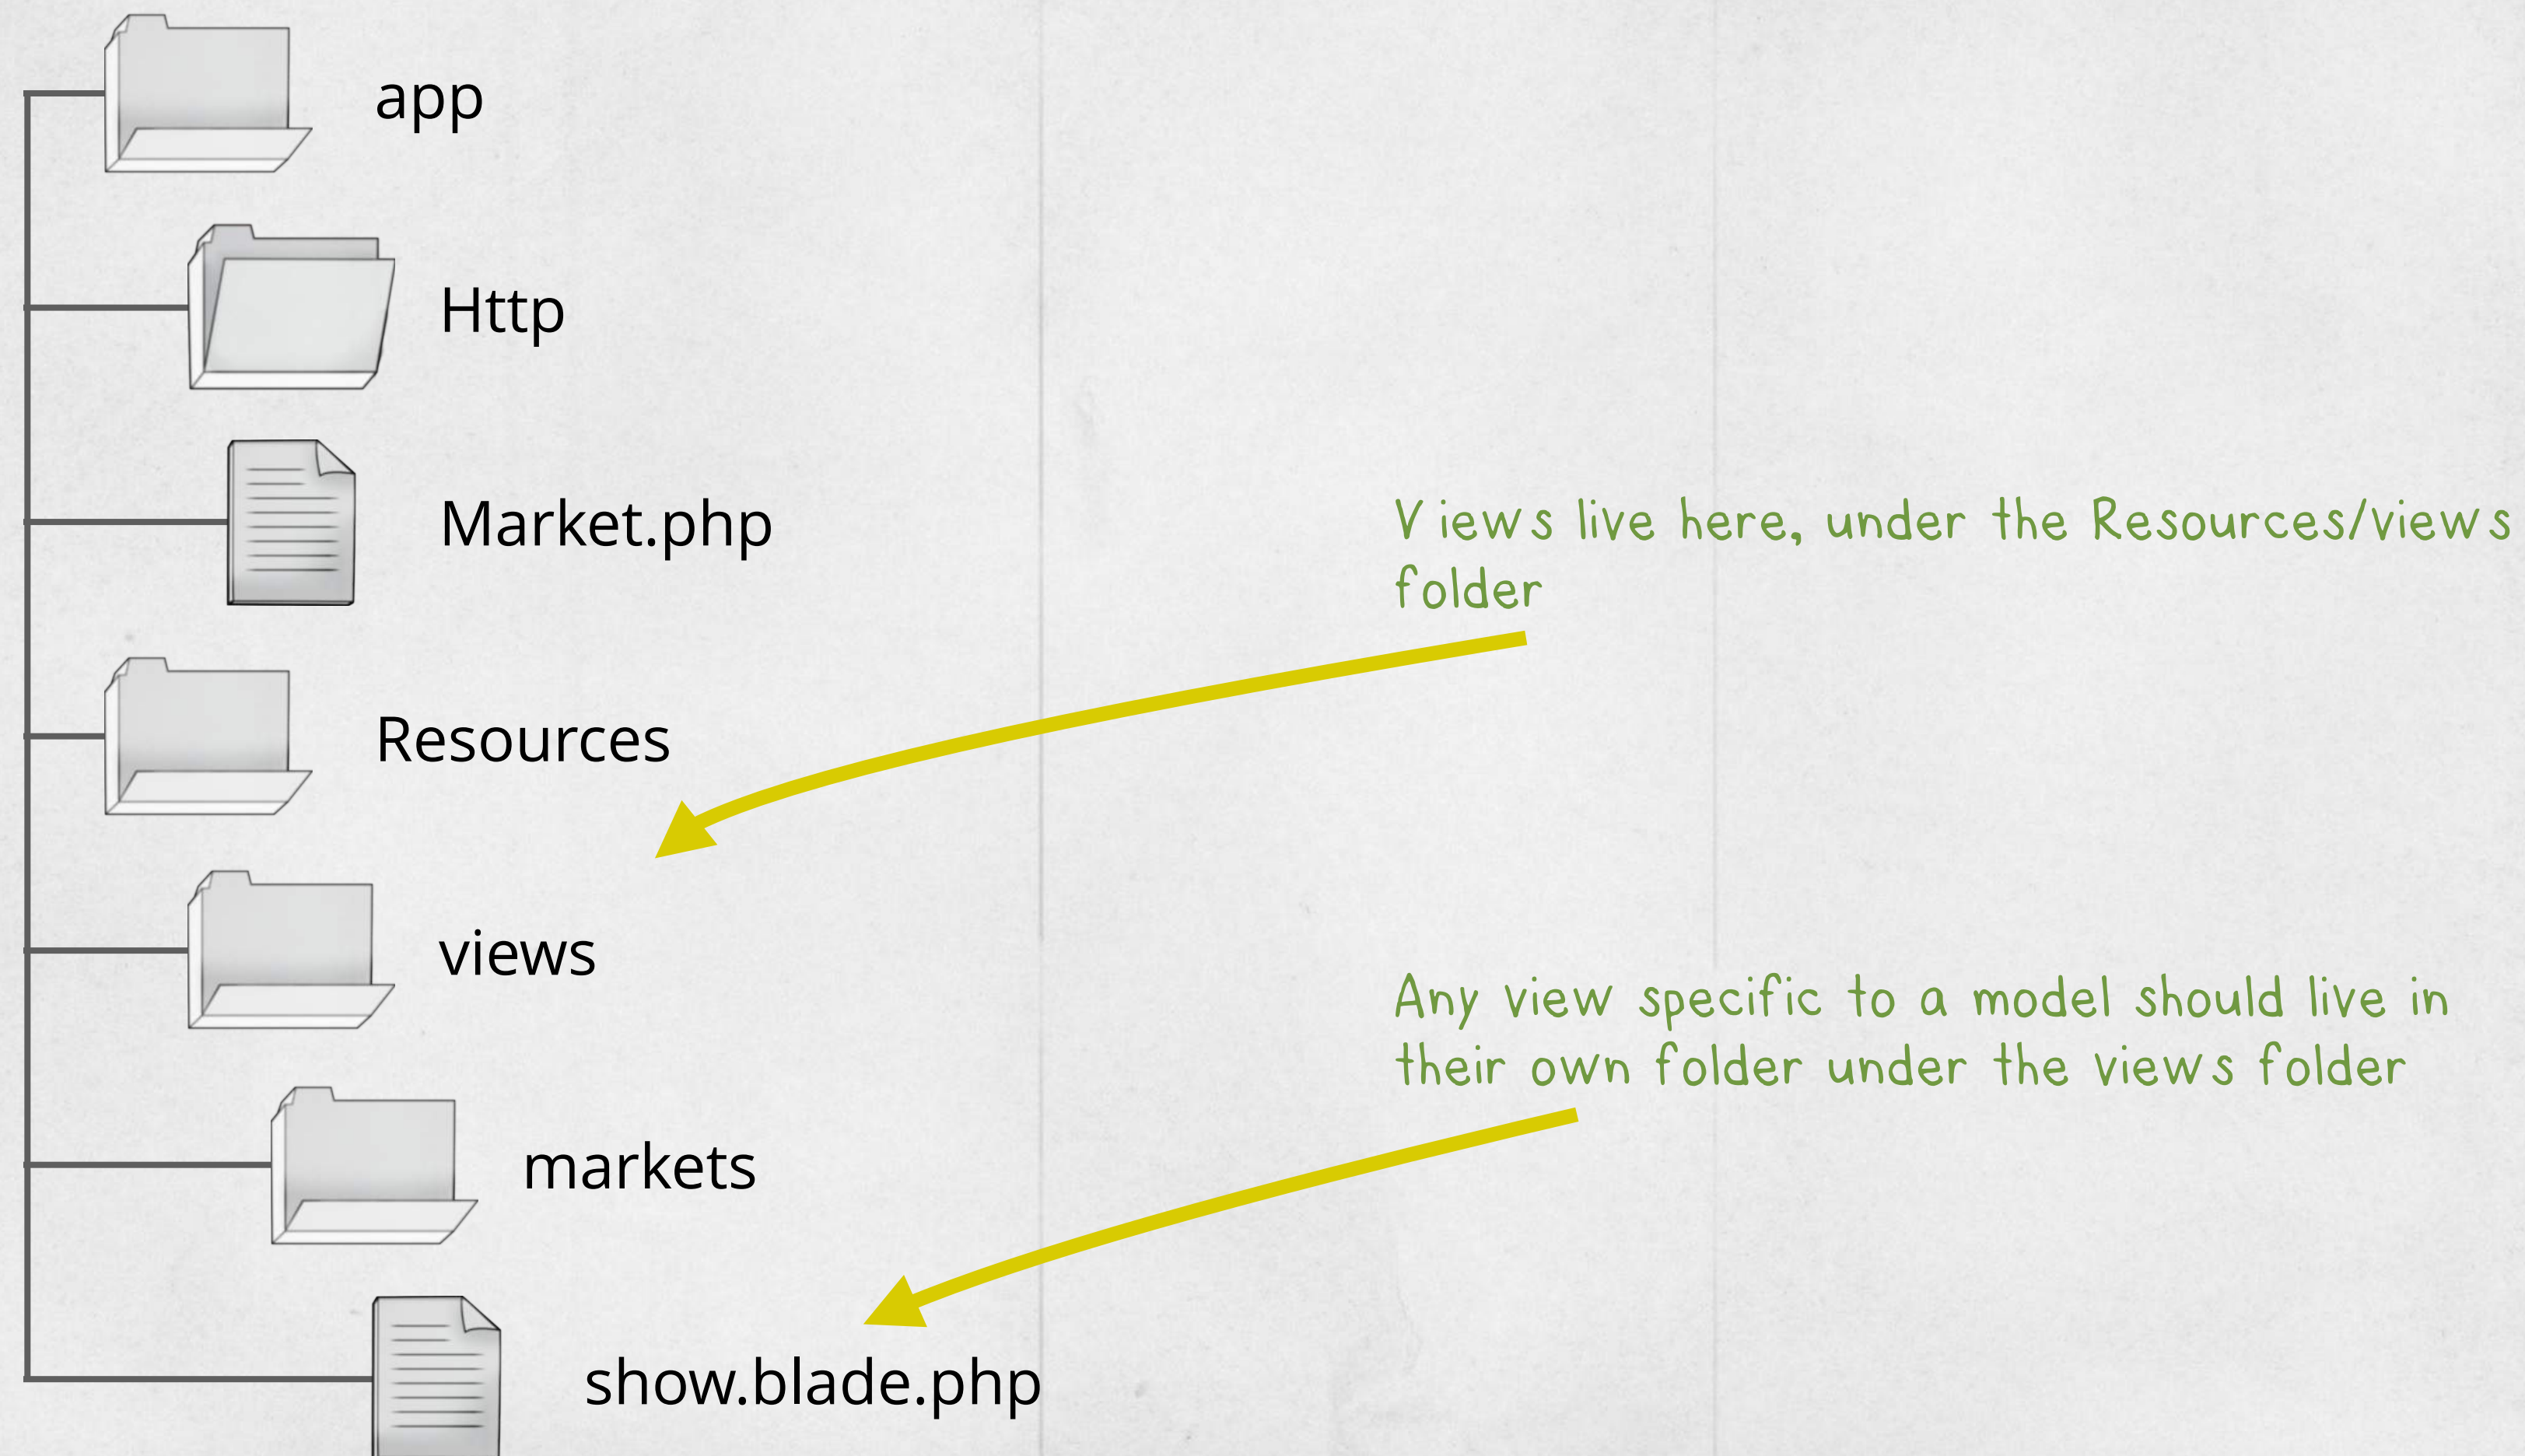 app
Http
Market.php
Views live here, under the Resources/views
folder
Resources
views
Any view specific to a model should live in
their own folder under the views folder
markets
show.blade.php